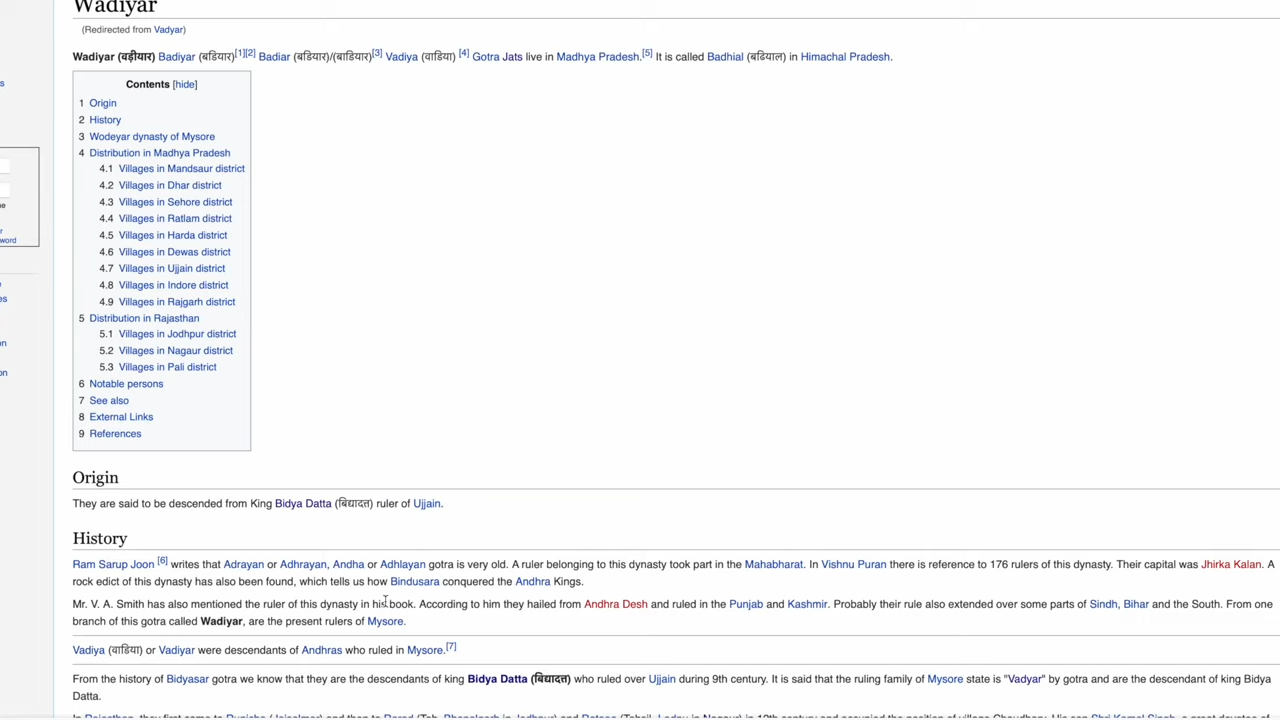 Wadiyar
(Redirected from Vadyar)
Wadiyar (वड़ीयार) Badiyar (बडियार)[1][2] Badiar (बडियार)/(बाडियार)[3] Vadiya (वाडिया) [4] Gotra Jats live in Madhya Pradesh.[5] It is called Badhial (बढियाल) in Himachal Pradesh.
Contents [hide]
1 Origin
2 History
3 Wodeyar dynasty of Mysore
4 Distribution in Madhya Pradesh
4.1 Villages in Mandsaur district
4.2 Villages in Dhar district
4.3 Villages in Sehore district
4.4 Villages in Ratlam district
4.5 Villages in Harda district
4.6 Villages in Dewas district
4.7 Villages in Ujjain district
4.8 Villages in Indore district
4.9 Villages in Rajgarh district
5 Distribution in Rajasthan
5.1 Villages in Jodhpur district
5.2 Villages in Nagaur district
5.3 Villages in Pali district
6 Notable persons
7 See also
8 External Links
9 References
Origin
They are said to be descended from King Bidya Datta (बिद्यादत्त) ruler of Ujjain.
History
Ram Sarup Joon [6] writes that Adrayan or Adhrayan, Andha or Adhlayan gotra is very old. A ruler belonging to this dynasty took part in the Mahabharat. In Vishnu Puran there is reference to 176 rulers of this dynasty. Their capital was Jhirka Kalan. A
rock edict of this dynasty has also been found, which tells us how Bindusara conquered the Andhra Kings.
Mr. V. A. Smith has also mentioned the ruler of this dynasty in his book. According to him they hailed from Andhra Desh and ruled in the Punjab and Kashmir. Probably their rule also extended over some parts of Sindh, Bihar and the South. From one
branch of this gotra called Wadiyar, are the present rulers of Mysore.
Vadiya (वाडिया) or Vadiyar were descendants of Andhras who ruled in Mysore.[7]
From the history of Bidyasar gotra we know that they are the descendants of king Bidya Datta (बिद्यादत्त) who ruled over Ujjain during 9th century. It is said that the ruling family of Mysore state is "Vadyar" by gotra and are the descendant of king Bidya
Datta.